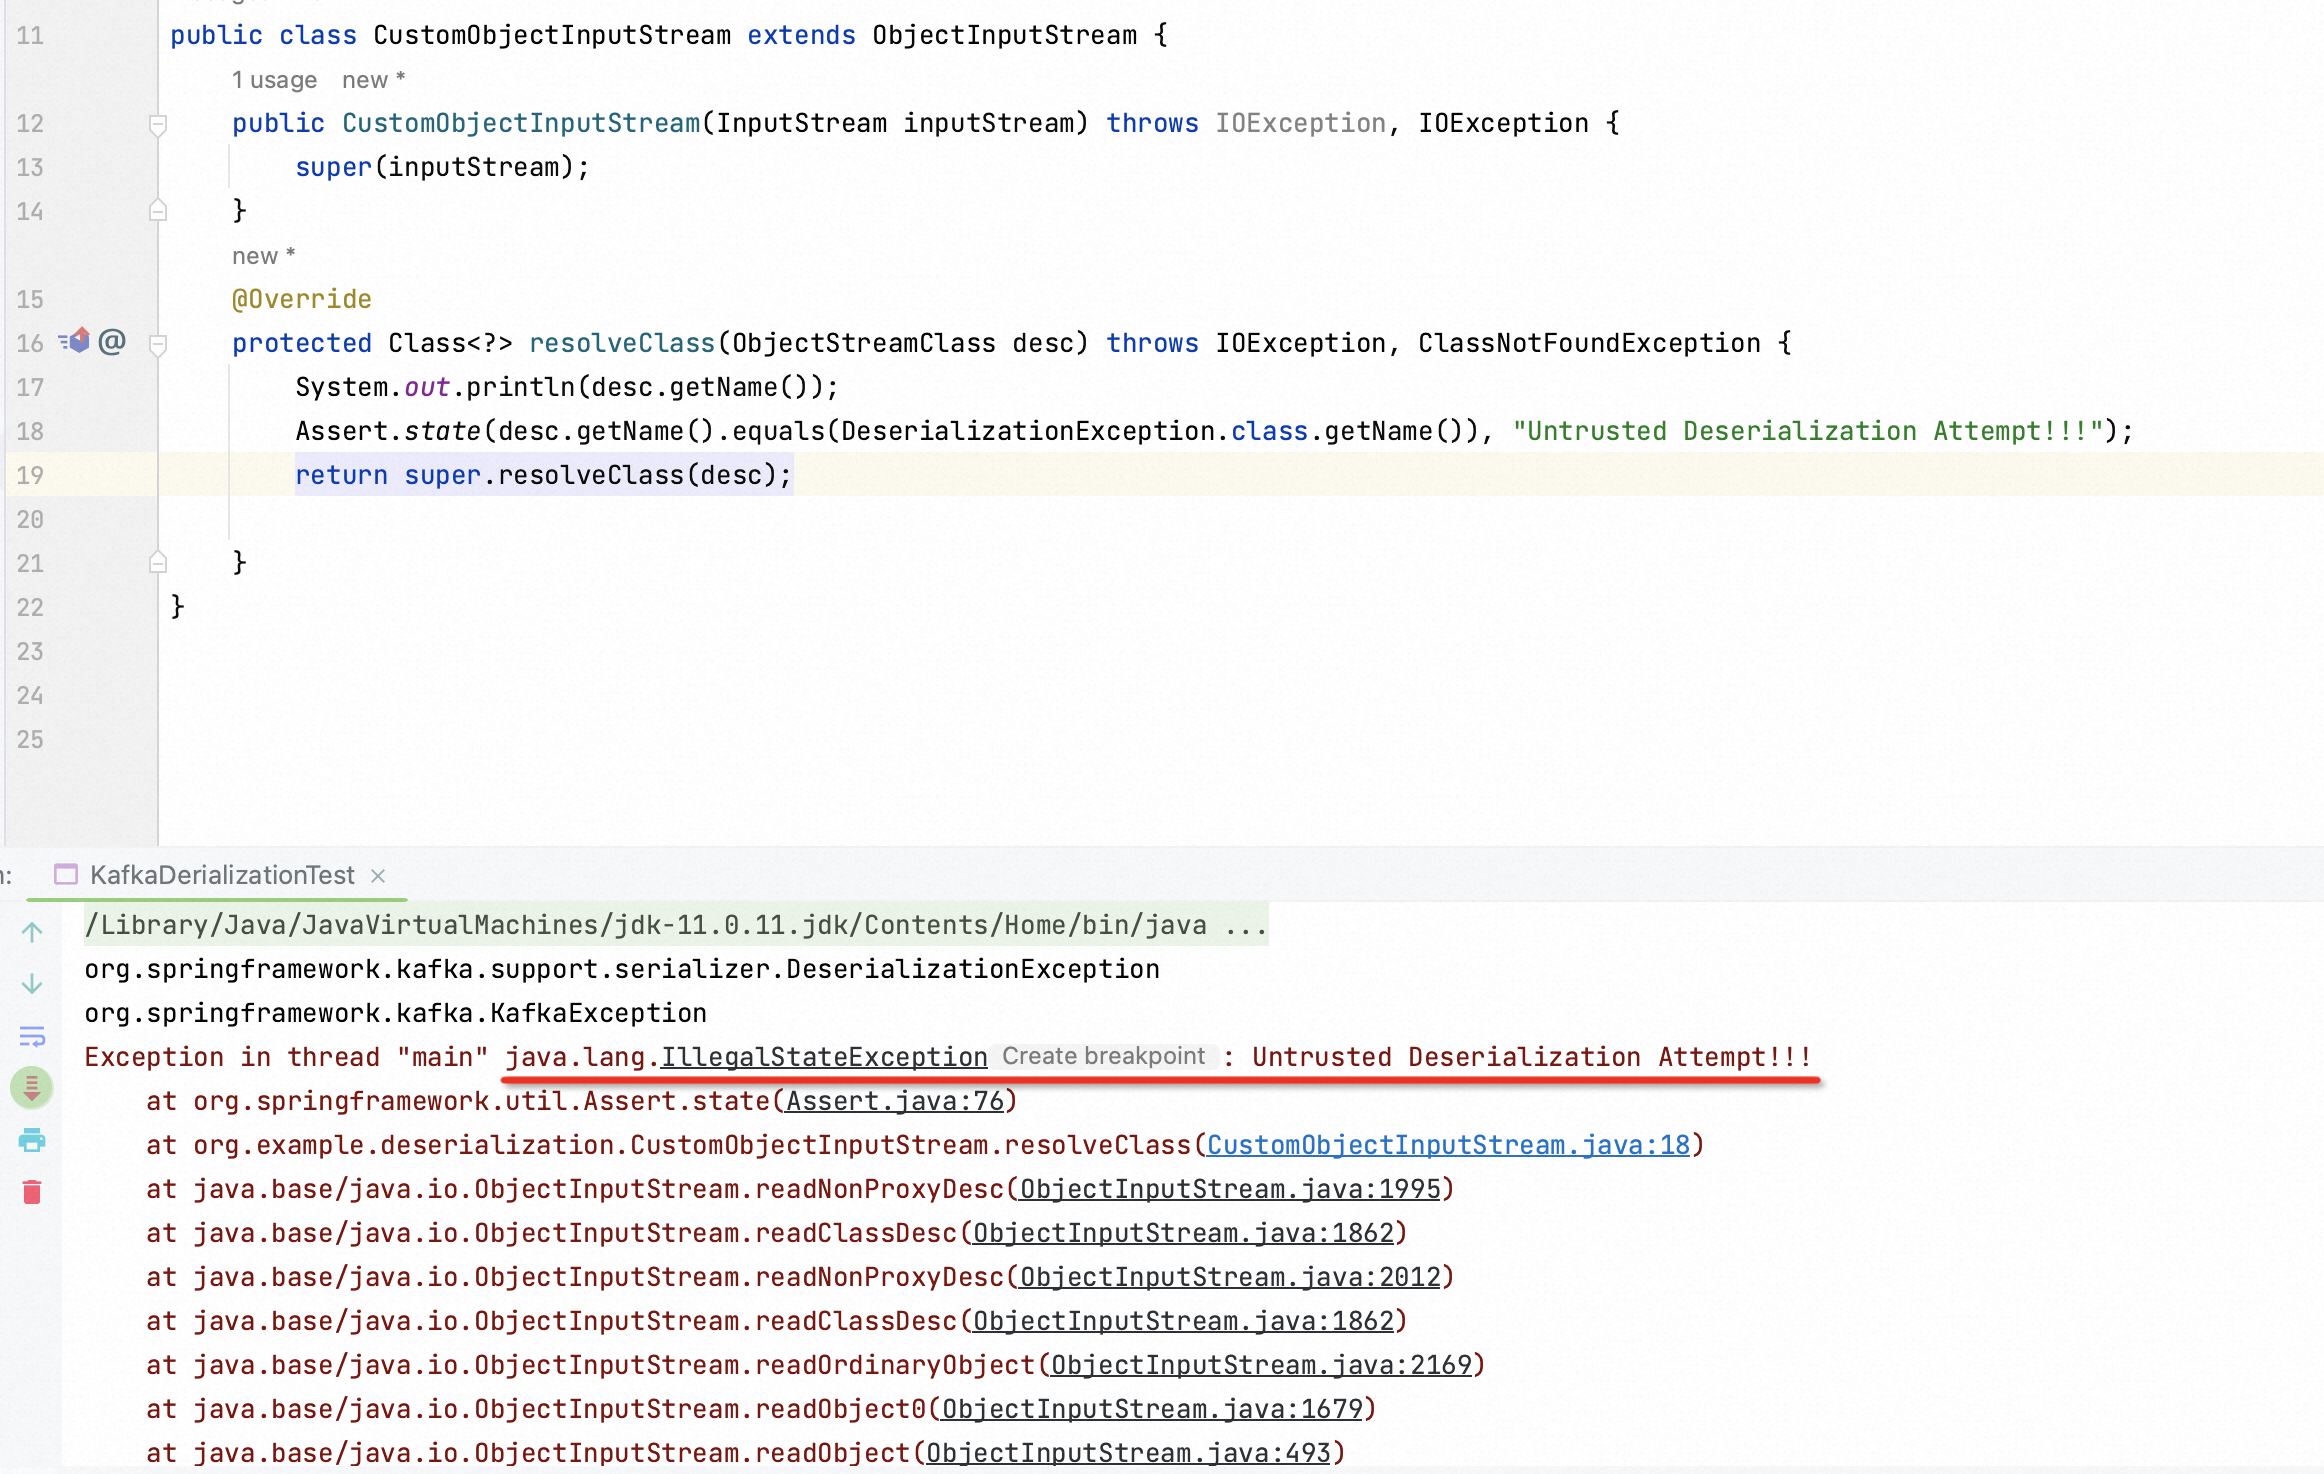 11 public class CustomObjectInputStream extends ObjectInputStream {
1 usage new *
12 public CustomObjectInputStream(InputStream inputStream) throws IOException, IOException {
13 super(inputStream);
14 }
new *
15 @Override
16 @ protected Class<?> resolveClass(ObjectStreamClass desc) throws IOException, ClassNotFoundException {
17 System.out.println(desc.getName());
18 Assert.state(desc.getName().equals(DeserializationException.class.getName()), "Untrusted Deserialization Attempt!!!");
19 return super.resolveClass(desc);
20
21 }
22 }
23
24
25
KafkaDerializationTest ×
/Library/Java/JavaVirtualMachines/jdk-11.0.11.jdk/Contents/Home/bin/java ...
org.springframework.kafka.support.serializer.DeserializationException
org.springframework.kafka.KafkaException
Exception in thread "main" java.lang.IllegalStateException Create breakpoint : Untrusted Deserialization Attempt!!!
at org.springframework.util.Assert.state(Assert.java:76)
at org.example.deserialization.CustomObjectInputStream.resolveClass(CustomObjectInputStream.java:18)
at java.base/java.io.ObjectInputStream.readNonProxyDesc(ObjectInputStream.java:1995)
at java.base/java.io.ObjectInputStream.readClassDesc(ObjectInputStream.java:1862)
at java.base/java.io.ObjectInputStream.readNonProxyDesc(ObjectInputStream.java:2012)
at java.base/java.io.ObjectInputStream.readClassDesc(ObjectInputStream.java:1862)
at java.base/java.io.ObjectInputStream.readOrdinaryObject(ObjectInputStream.java:2169)
at java.base/java.io.ObjectInputStream.readObject0(ObjectInputStream.java:1679)
at java.base/java.io.ObjectInputStream.readObject(ObjectInputStream.java:493)